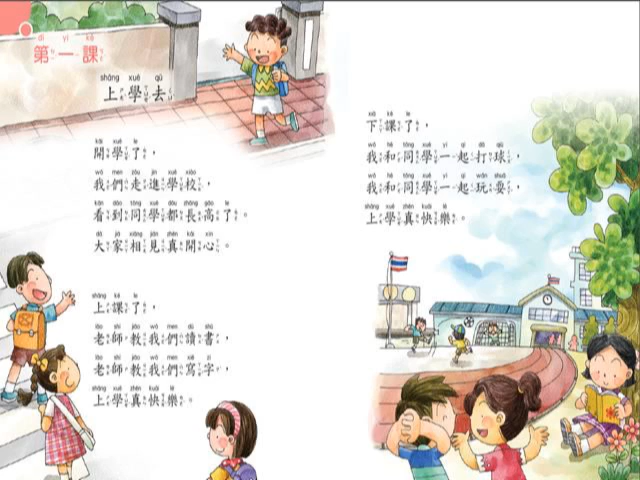 第一課
上學去
開學了，
我們走進學校，
看到同學都長高了。
大家相見真開心。
上課了，
老師教我們讀書，
老師教我們寫字，
上學真快樂。
下課了，
我和同學一起打球，
我和同學一起玩耍，
上學真快樂。